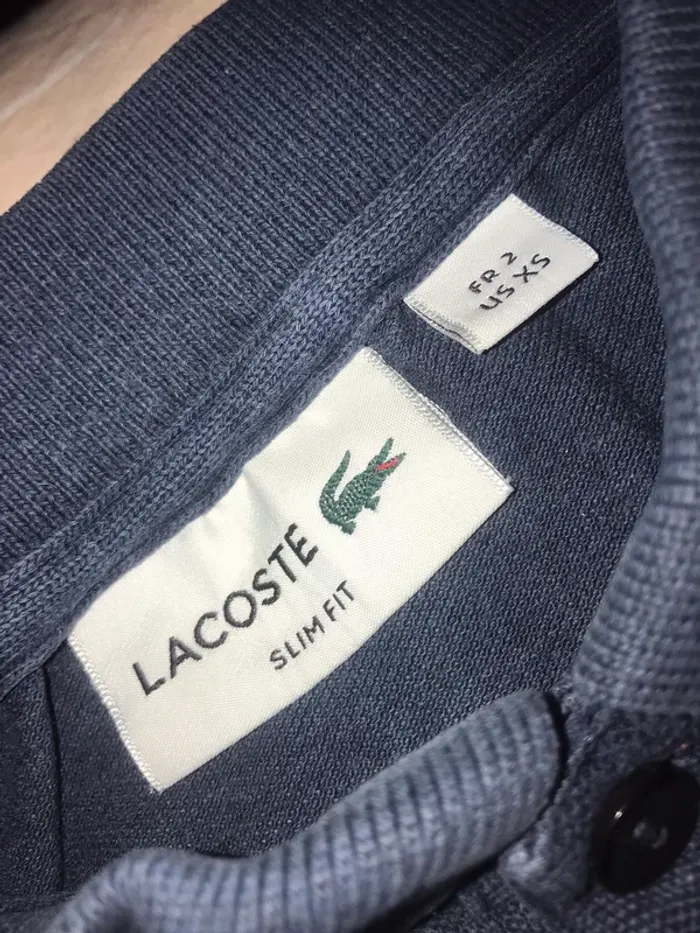 FR 2
US XS
LACOSTE
SLIM FIT